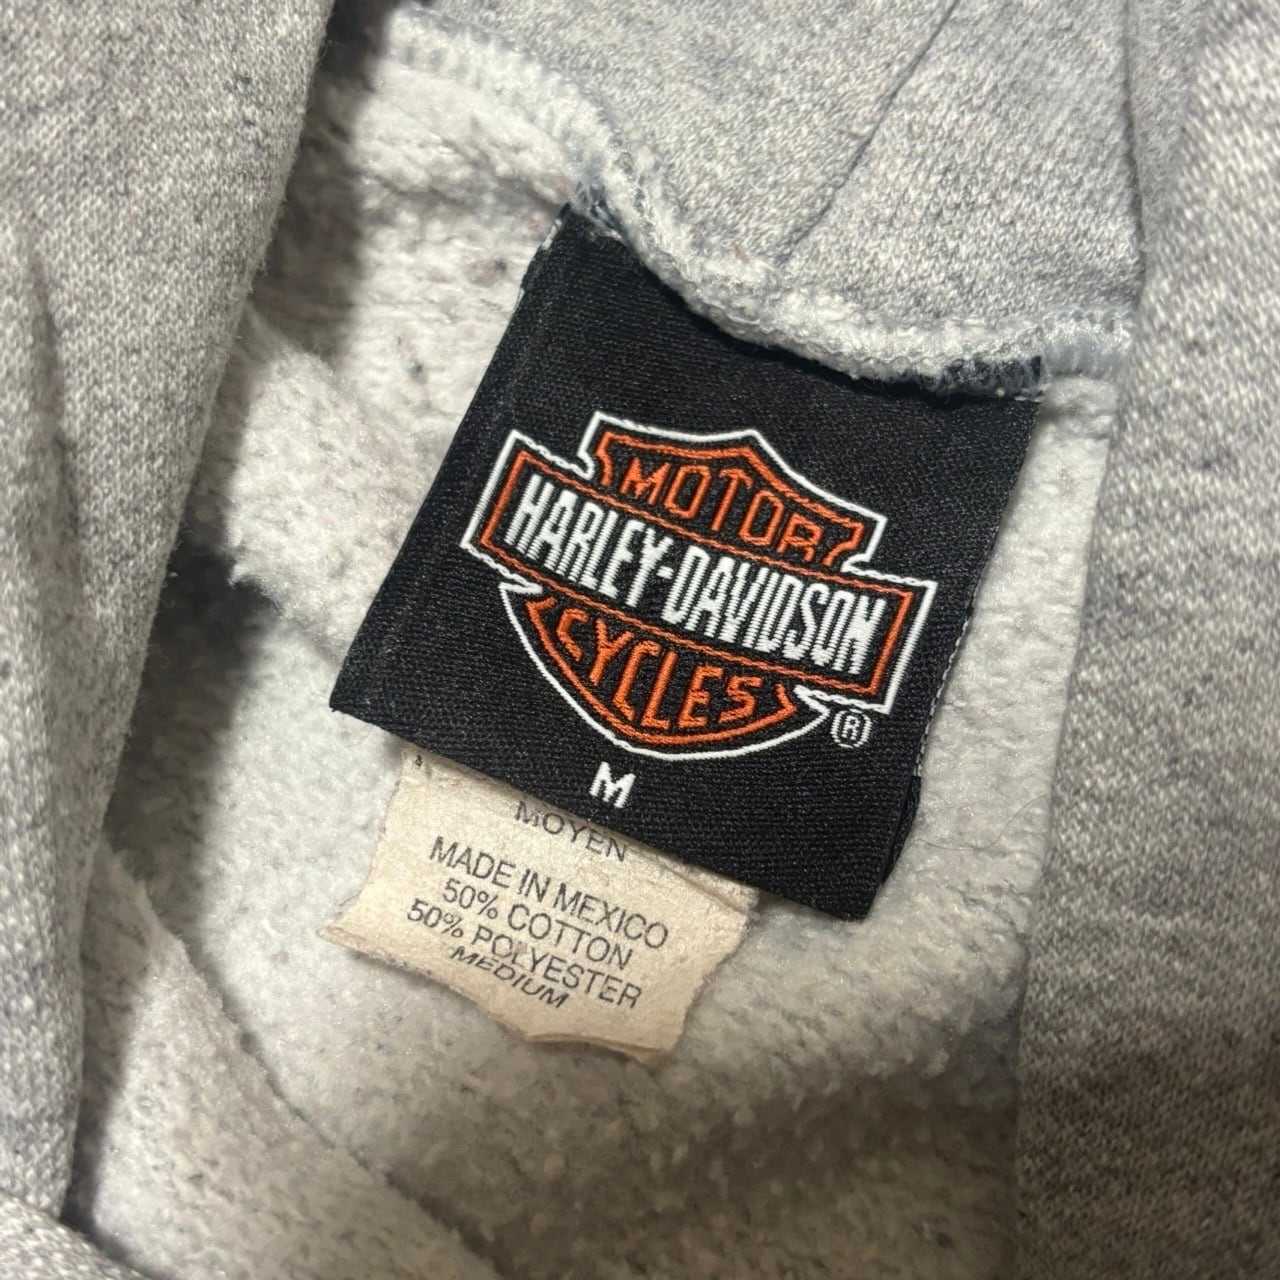 MOTOR
HARLEY-DAVIDSON
CYCLES
®
M
MOYEN
MADE IN MEXICO
50% COTTON
50% POLYESTER
MEDIUM